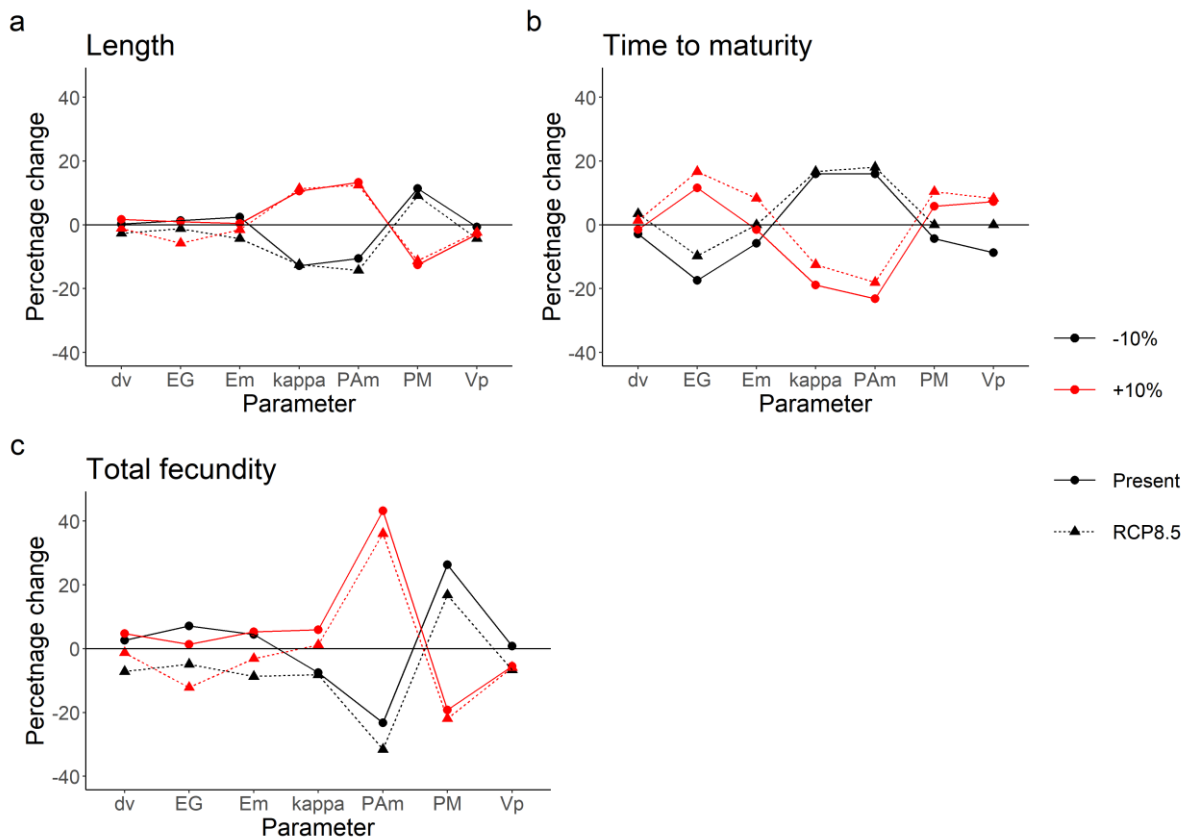 a
Length
Percetnage change
40
20
0
-20
-40
dv EG Em kappa PAm PM Vp
Parameter
b
Time to maturity
Percetnage change
40
20
0
-20
-40
dv EG Em kappa PAm PM Vp
Parameter
-10%
+10%
Present
RCP8.5
c
Total fecundity
Percetnage change
40
20
0
-20
-40
dv EG Em kappa PAm PM Vp
Parameter